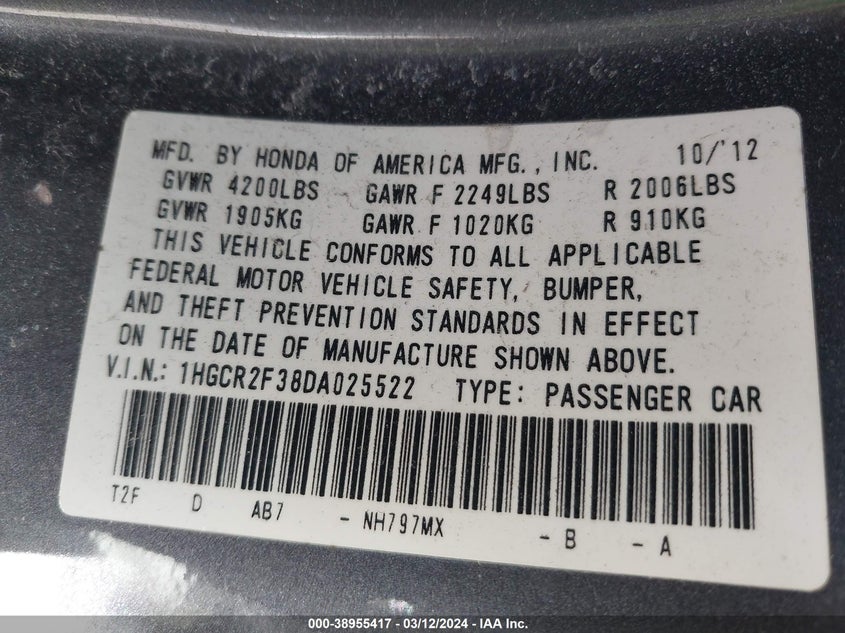 MFD. BY HONDA OF AMERICA MFG., INC. 10/'12
GVWR 4200LBS GAWR F 2249LBS R 2006LBS
GVWR 1905KG GAWR F 1020KG R 910KG
THIS VEHICLE CONFORMS TO ALL APPLICABLE
FEDERAL MOTOR VEHICLE SAFETY, BUMPER,
AND THEFT PREVENTION STANDARDS IN EFFECT
ON THE DATE OF MANUFACTURE SHOWN ABOVE.
V.I.N.: 1HGCR2F38DA025522 TYPE: PASSENGER CAR
T2F D AB7 - NH797MX - B - A
000-38955417 - 03/12/2024 - IAA Inc.